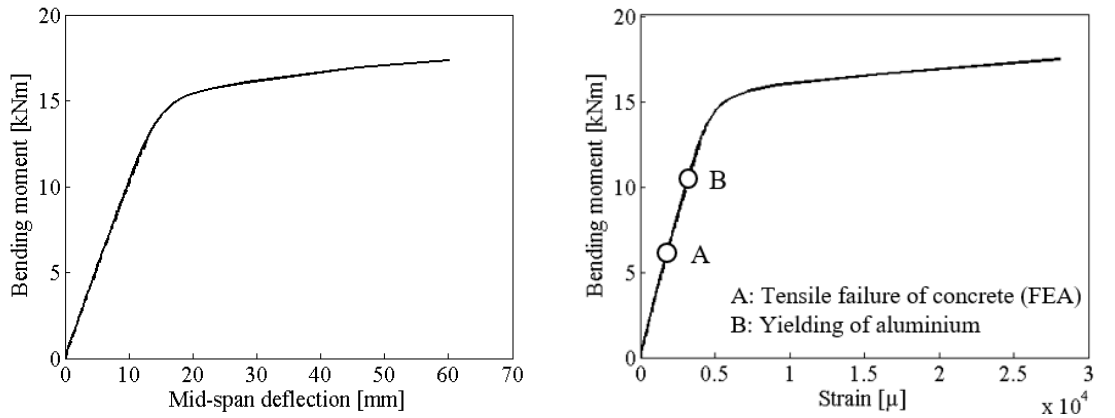 20
15
10
5
0
Bending moment [kNm]
0 10 20 30 40 50 60 70
Mid-span deflection [mm]
20
15
10
5
0
Bending moment [kNm]
B
A
A: Tensile failure of concrete (FEA)
B: Yielding of aluminium
0 0.5 1 1.5 2 2.5 3
Strain [µ]
x 10⁴